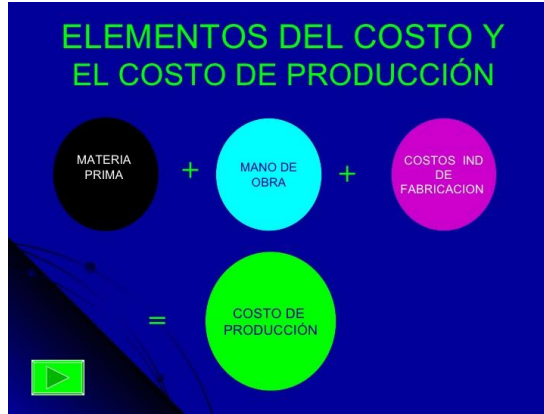 ELEMENTOS DEL COSTO Y
EL COSTO DE PRODUCCIÓN
MATERIA
PRIMA
+
MANO DE
OBRA
+
COSTOS IND
DE
FABRICACION
=
COSTO DE
PRODUCCIÓN